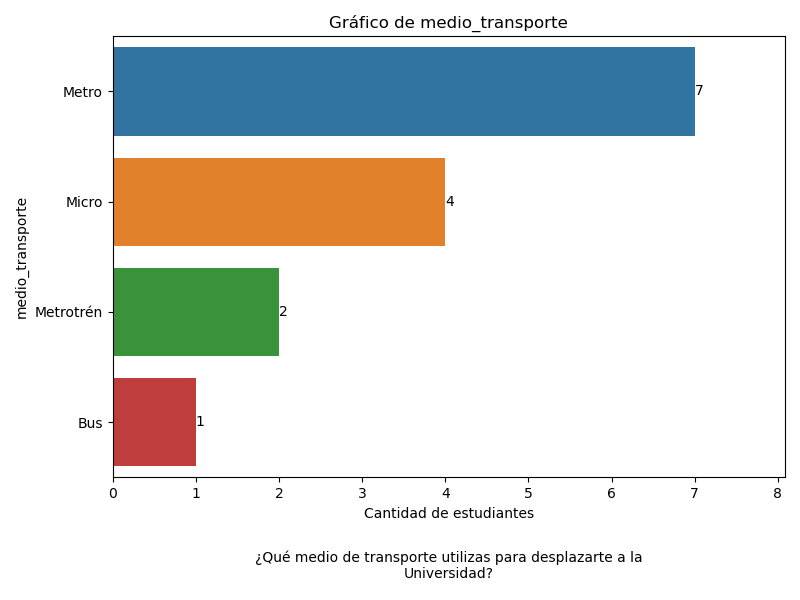 Gráfico de medio_transporte
medio_transporte
Metro
7
Micro
4
Metrotrén
2
Bus
1
0 1 2 3 4 5 6 7 8
Cantidad de estudiantes
¿Qué medio de transporte utilizas para desplazarte a la
Universidad?